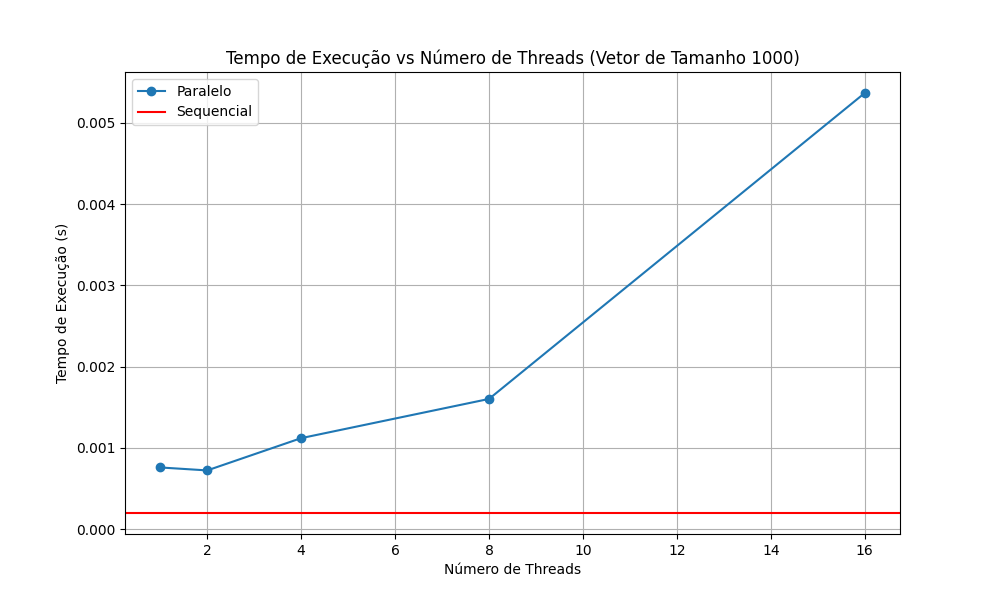 Tempo de Execução vs Número de Threads (Vetor de Tamanho 1000)
Paralelo
Sequencial
Tempo de Execução (s)
0.005
0.004
0.003
0.002
0.001
0.000
2 4 6 8 10 12 14 16
Número de Threads